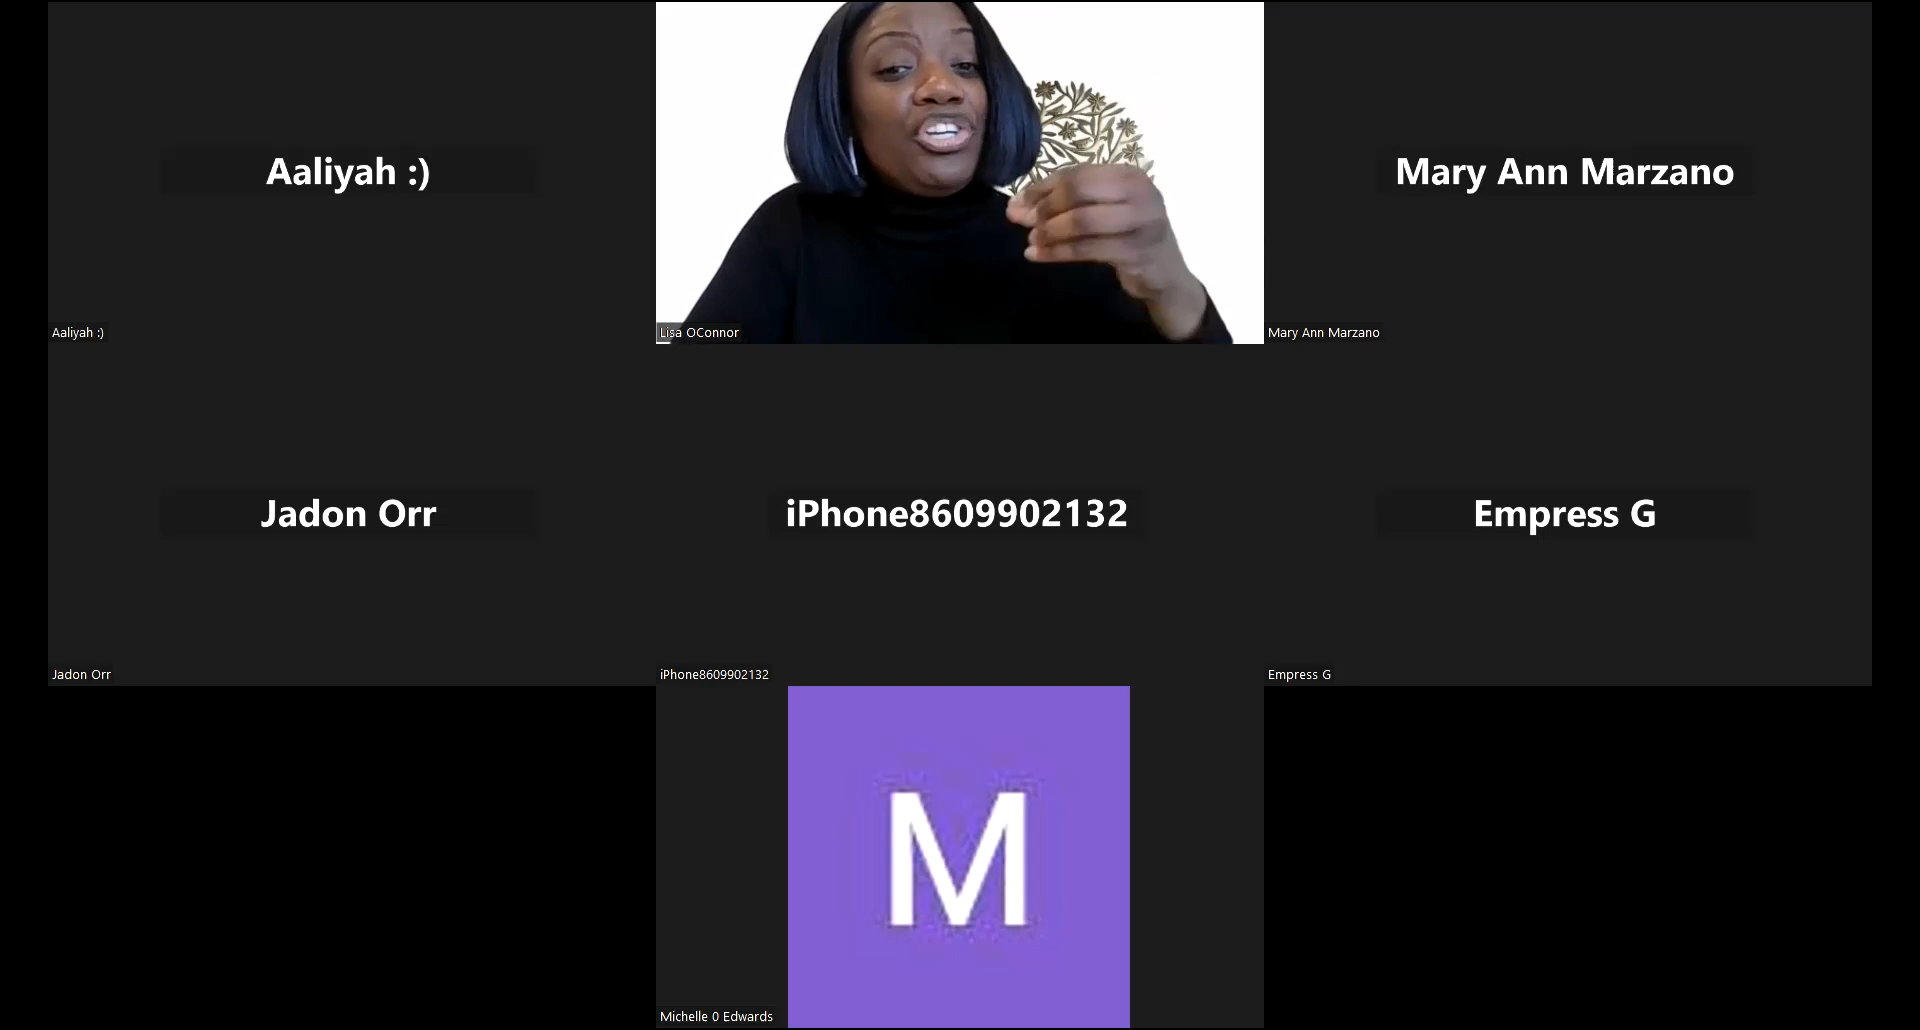 Aaliyah :)
Mary Ann Marzano
Aaliyah :)
Lisa OConnor
Mary Ann Marzano
Jadon Orr
iPhone8609902132
Empress G
Jadon Orr
iPhone8609902132
Empress G
M
Michelle 0 Edwards